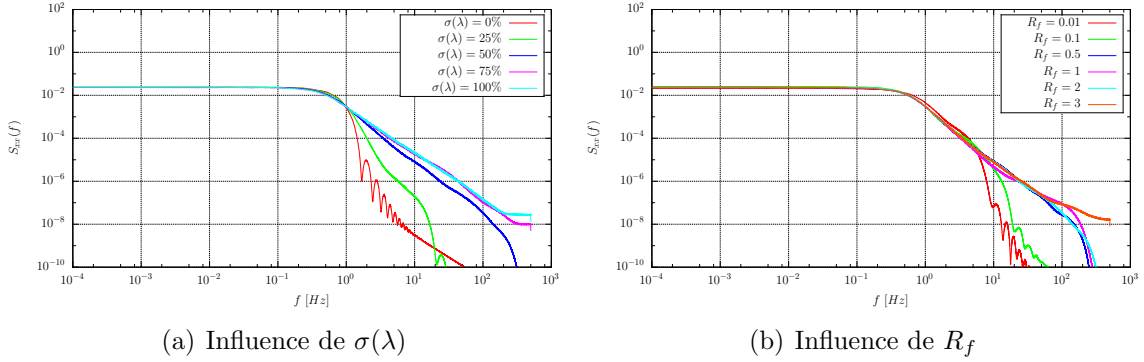 10^2
10^0
10^-2
10^-4
10^-6
10^-8
10^-10
S_xx(f)
10^-4 10^-3 10^-2 10^-1 10^0 10^1 10^2 10^3
f [Hz]
σ(λ) = 0%
σ(λ) = 25%
σ(λ) = 50%
σ(λ) = 75%
σ(λ) = 100%
(a) Influence de σ(λ)
10^2
10^0
10^-2
10^-4
10^-6
10^-8
10^-10
S_xx(f)
10^-4 10^-3 10^-2 10^-1 10^0 10^1 10^2 10^3
f [Hz]
R_f = 0.01
R_f = 0.1
R_f = 0.5
R_f = 1
R_f = 2
R_f = 3
(b) Influence de R_f